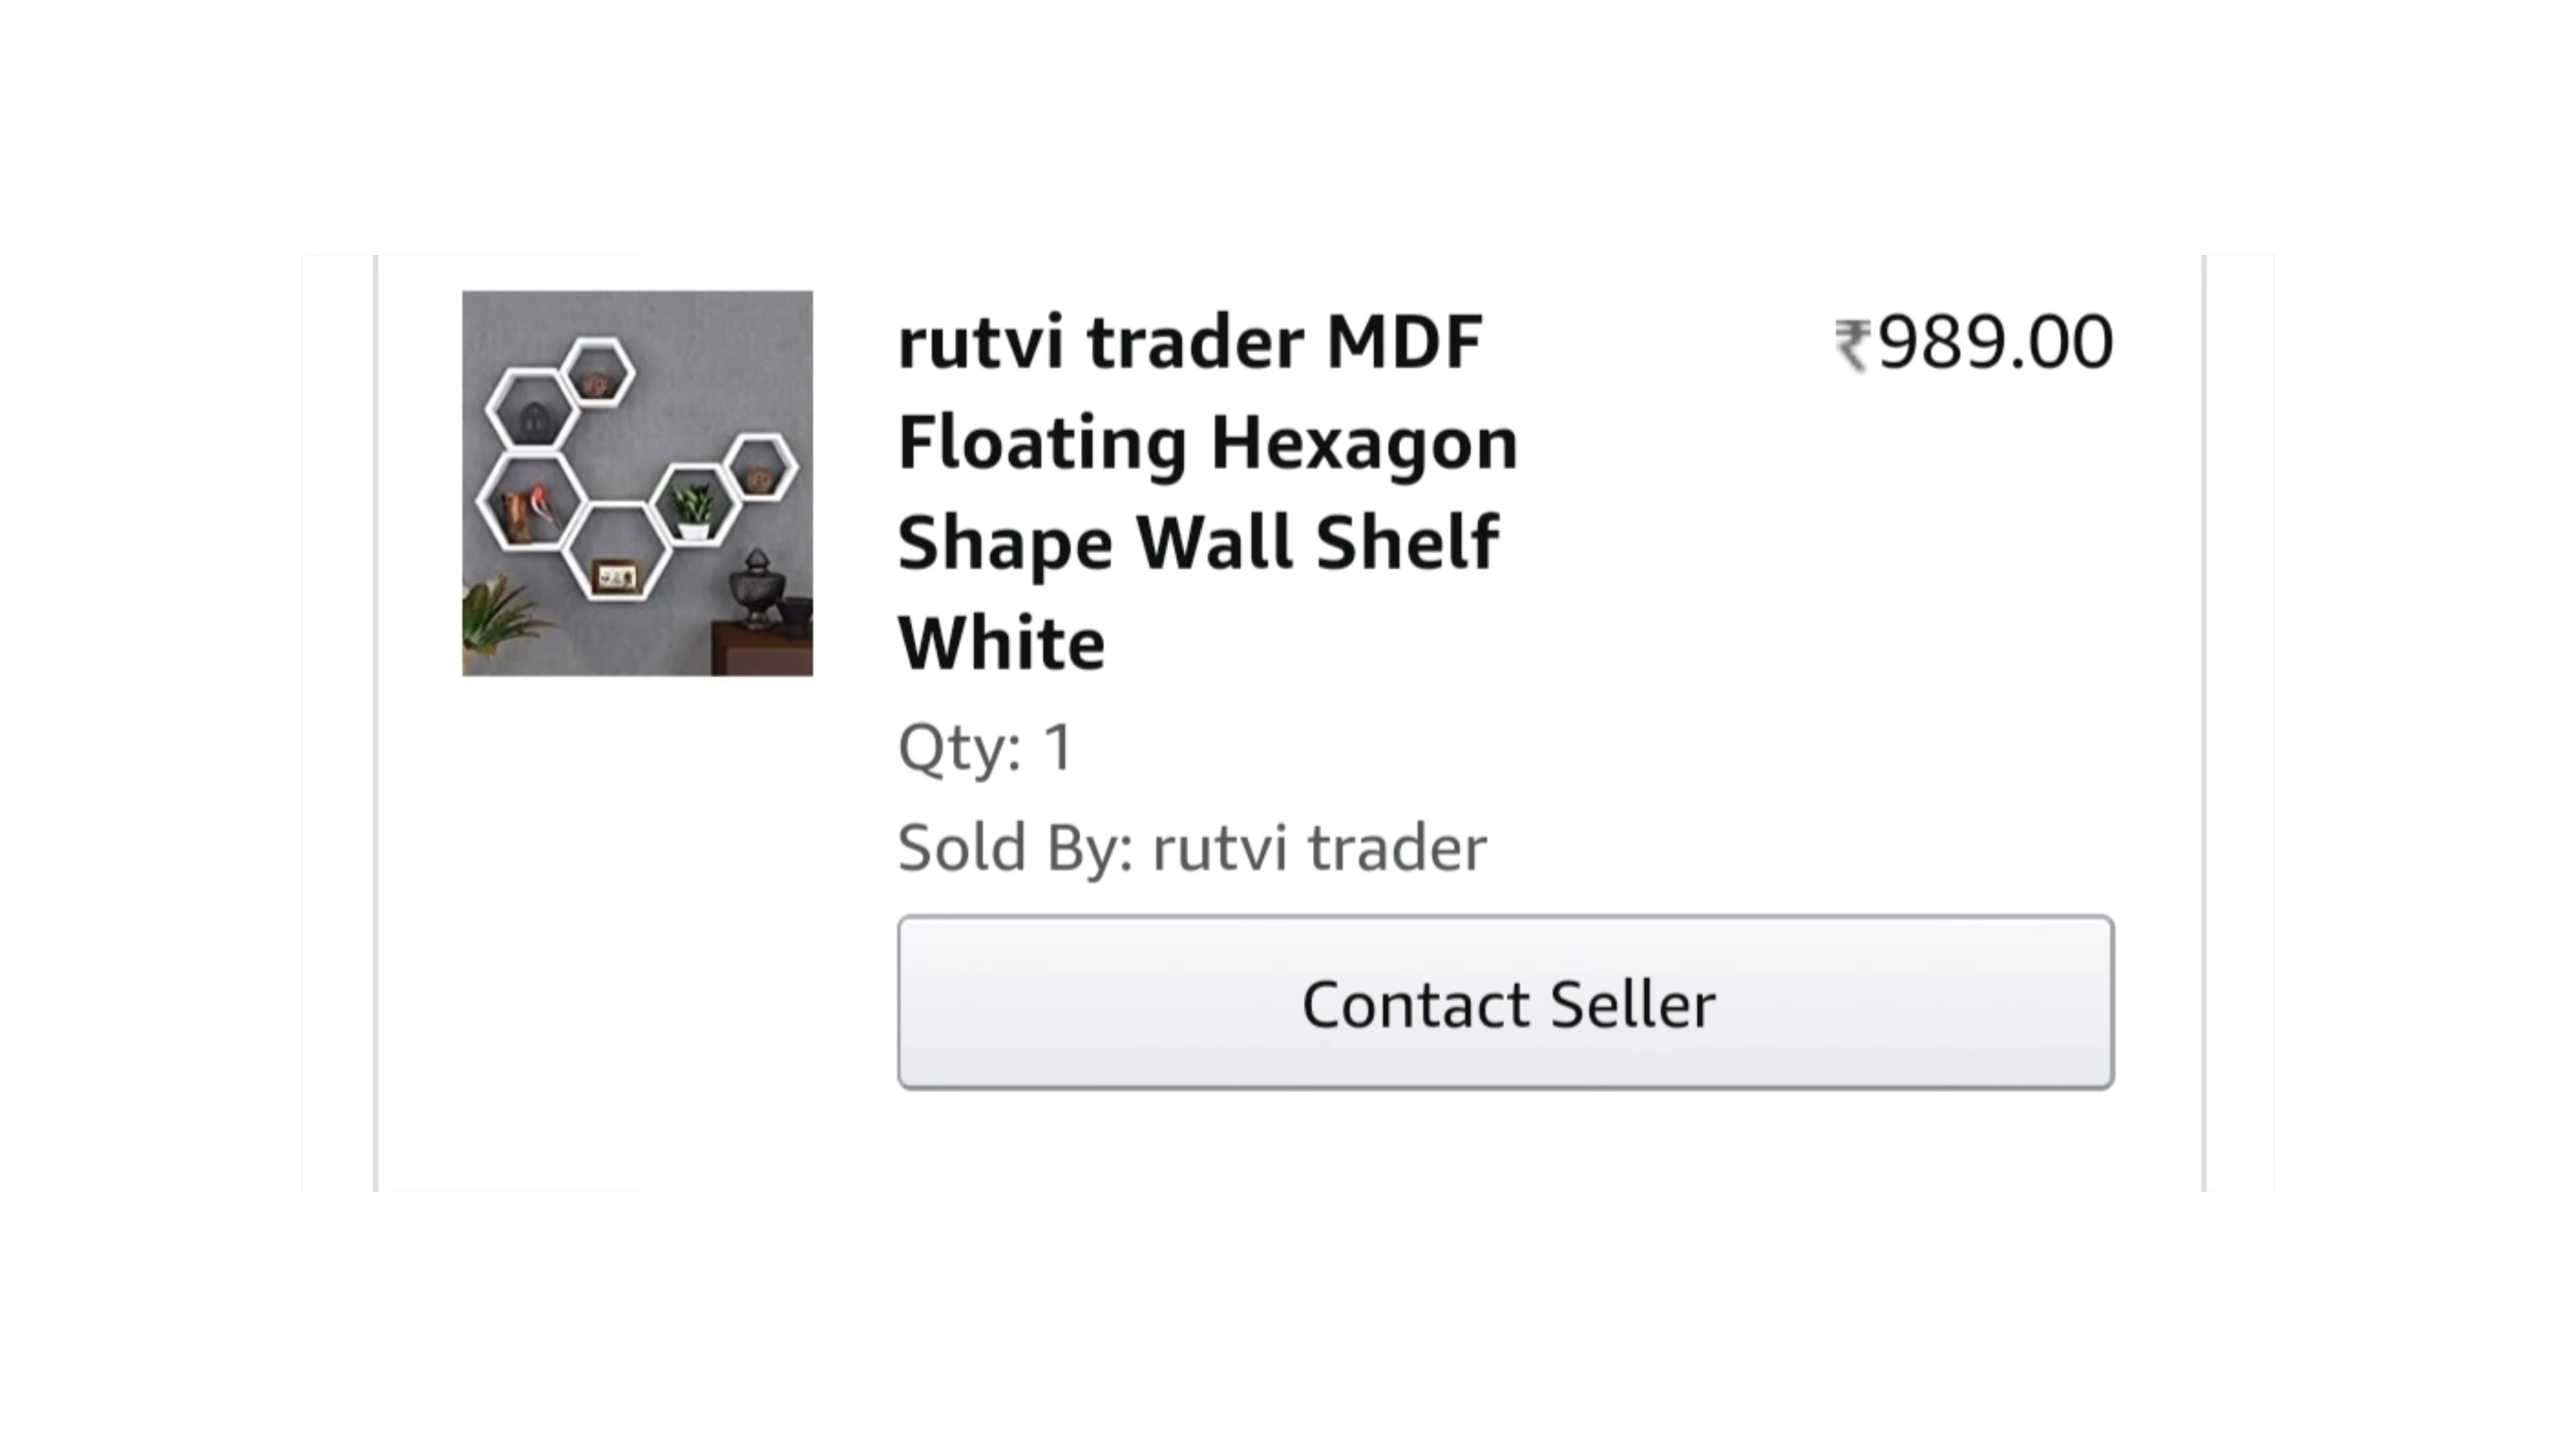 rutvi trader MDF
Floating Hexagon
Shape Wall Shelf
White
₹989.00
Qty: 1
Sold By: rutvi trader
Contact Seller